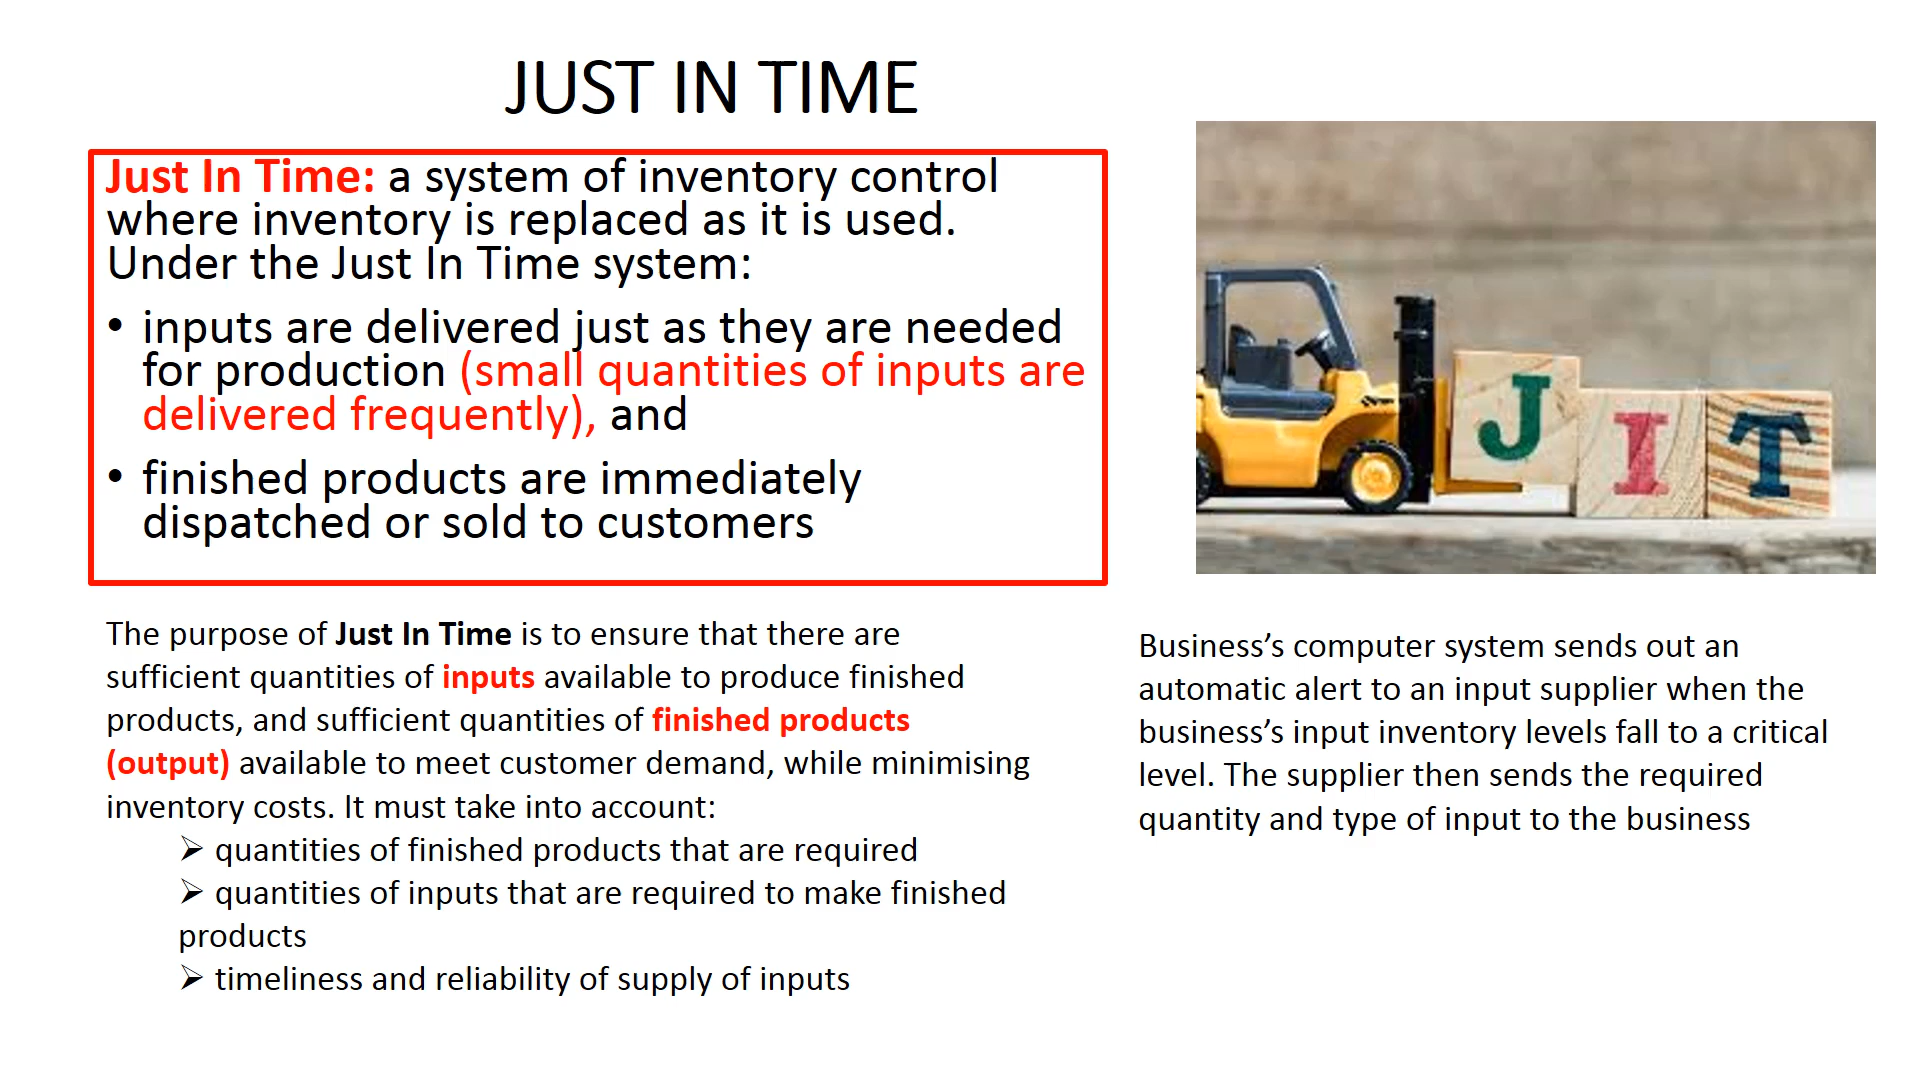 JUST IN TIME
Just In Time: a system of inventory control
where inventory is replaced as it is used.
Under the Just In Time system:
• inputs are delivered just as they are needed
for production (small quantities of inputs are
delivered frequently), and
• finished products are immediately
dispatched or sold to customers
J I T
The purpose of Just In Time is to ensure that there are
sufficient quantities of inputs available to produce finished
products, and sufficient quantities of finished products
(output) available to meet customer demand, while minimising
inventory costs. It must take into account:
➢ quantities of finished products that are required
➢ quantities of inputs that are required to make finished
products
➢ timeliness and reliability of supply of inputs
Business’s computer system sends out an
automatic alert to an input supplier when the
business’s input inventory levels fall to a critical
level. The supplier then sends the required
quantity and type of input to the business